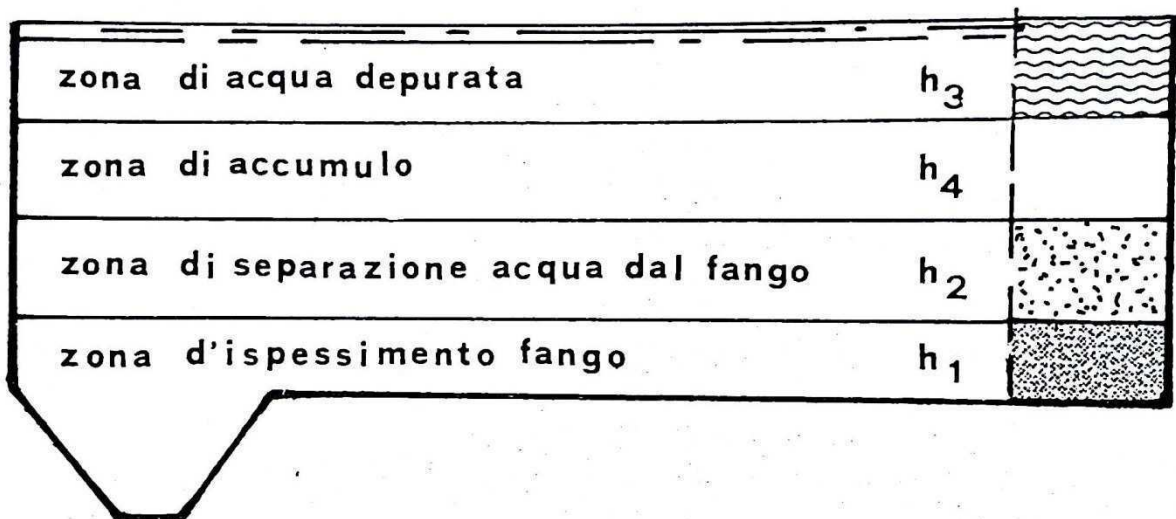 zona di acqua depurata h₃
zona di accumulo h₄
zona di separazione acqua dal fango h₂
zona d'ispessimento fango h₁